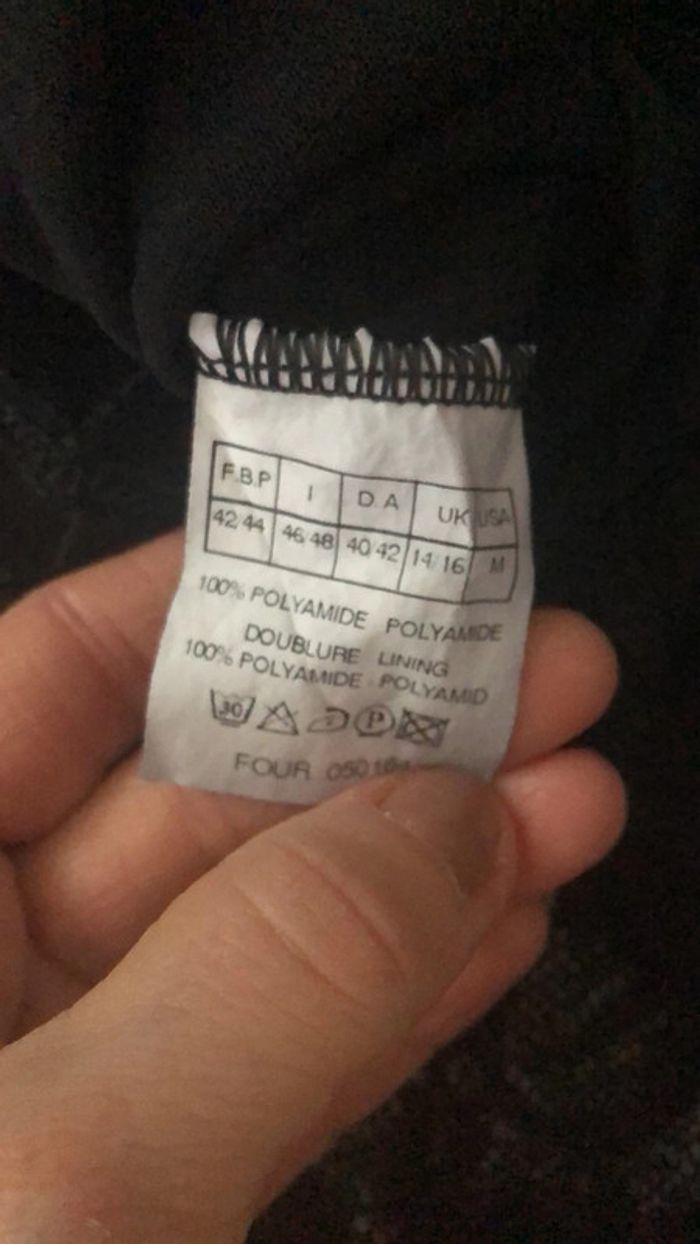 F.B.P I D.A UK USA
42/44 46/48 40/42 14/16 M
100% POLYAMIDE POLYAMIDE
DOUBLURE LINING
100% POLYAMIDE POLYAMID
30 P
FOUR